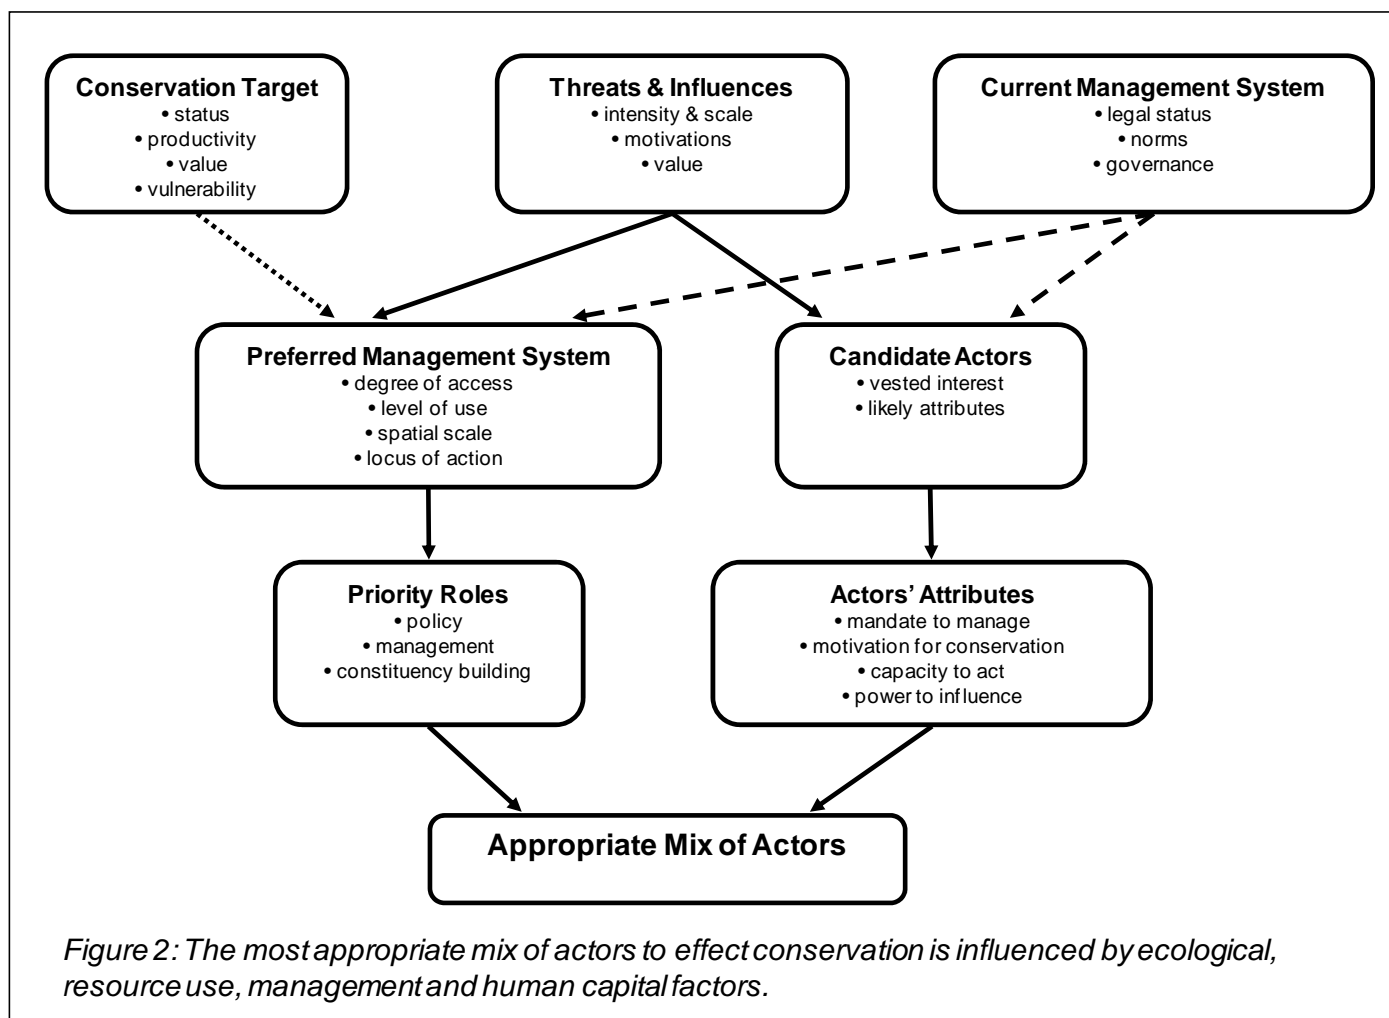 Conservation Target
• status
• productivity
• value
• vulnerability
Threats & Influences
• intensity & scale
• motivations
• value
Current Management System
• legal status
• norms
• governance
Preferred Management System
• degree of access
• level of use
• spatial scale
• locus of action
Candidate Actors
• vested interest
• likely attributes
Priority Roles
• policy
• management
• constituency building
Actors’ Attributes
• mandate to manage
• motivation for conservation
• capacity to act
• power to influence
Appropriate Mix of Actors
Figure 2: The most appropriate mix of actors to effect conservation is influenced by ecological,
resource use, management and human capital factors.